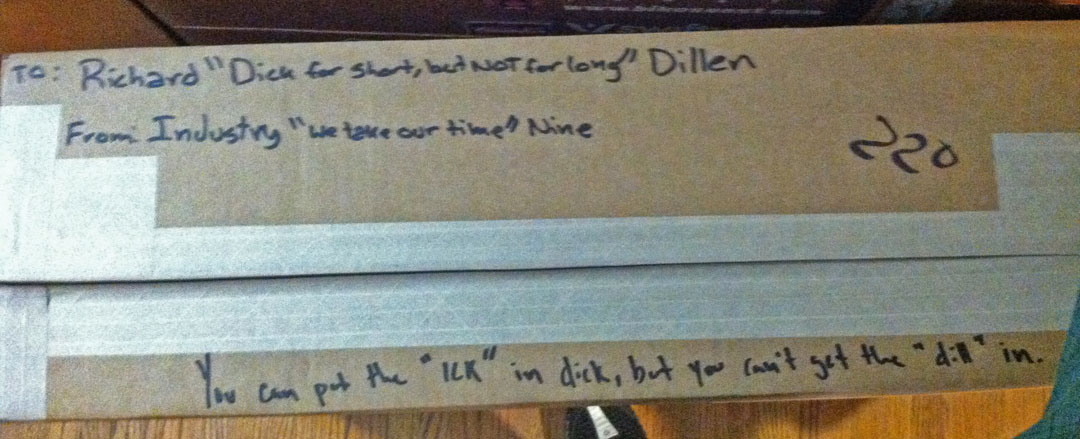 TO: Richard "Dick for short, but NOT for long" Dillen
From Industry "we take our time" Nine
220
You can put the "ICK" in dick, but you can't get the "dill" in.